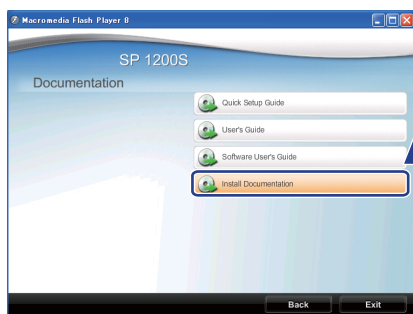 Macromedia Flash Player 8
SP 1200S
Documentation
Quick Setup Guide
User's Guide
Software User's Guide
Install Documentation
Back Exit